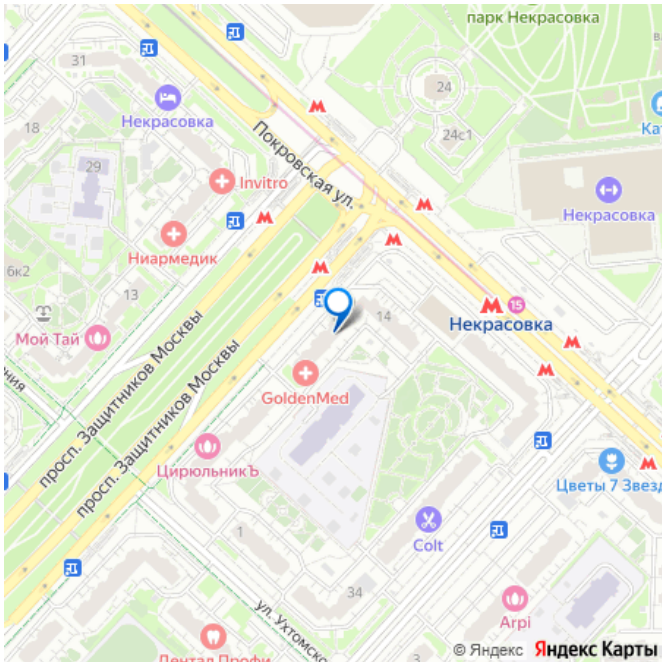 парк Некрасовка
31
24
Некрасовка
24с1
18
Покровская ул.
29
Invitro
Некрасовка
Ниармедик
6к2
13
14
15
Некрасовка
Мой Тай
просп. Защитников Москвы
просп. Защитников Москвы
GoldenMed
ЦирюльникЪ
Цветы 7 Звезд
1
Colt
34
ул. Ухтомско
Arpi
Дентал Профи
© Яндекс Яндекс Карты